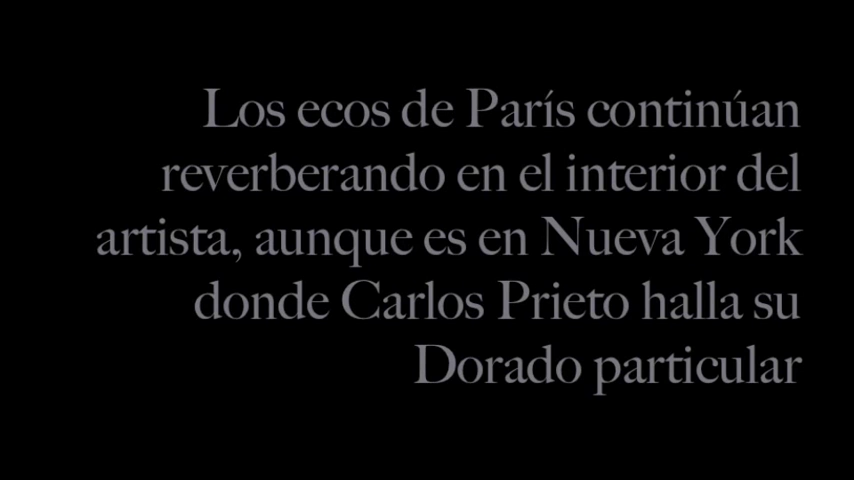 Los ecos de París continúan
reverberando en el interior del
artista, aunque es en Nueva York
donde Carlos Prieto halla su
Dorado particular